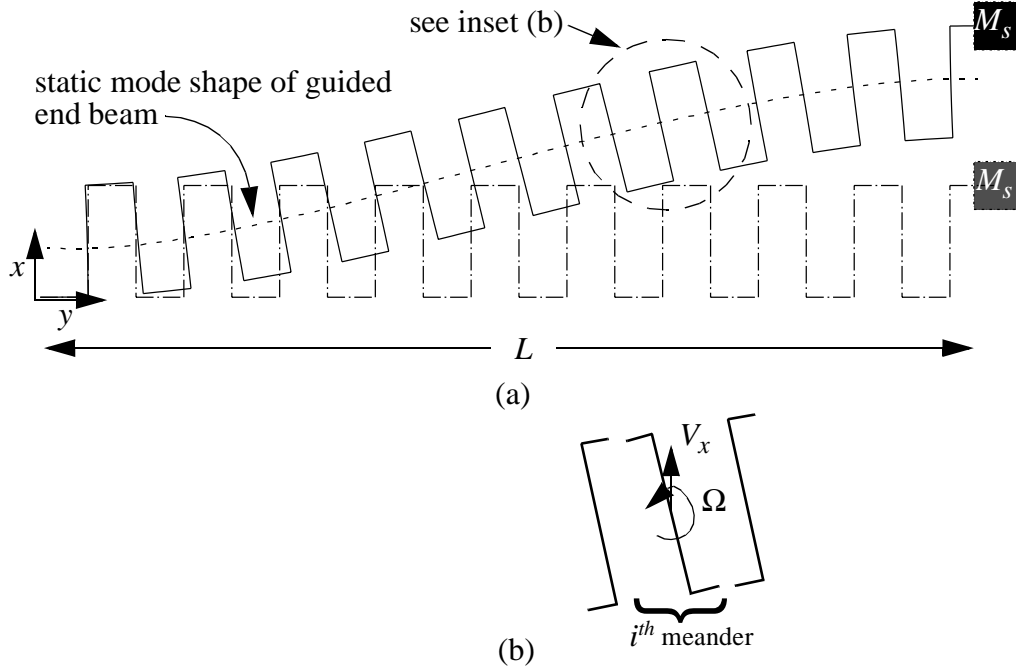 see inset (b)
M_s
static mode shape of guided
end beam
M_s
x
y
L
(a)
V_x
Ω
i^th meander
(b)